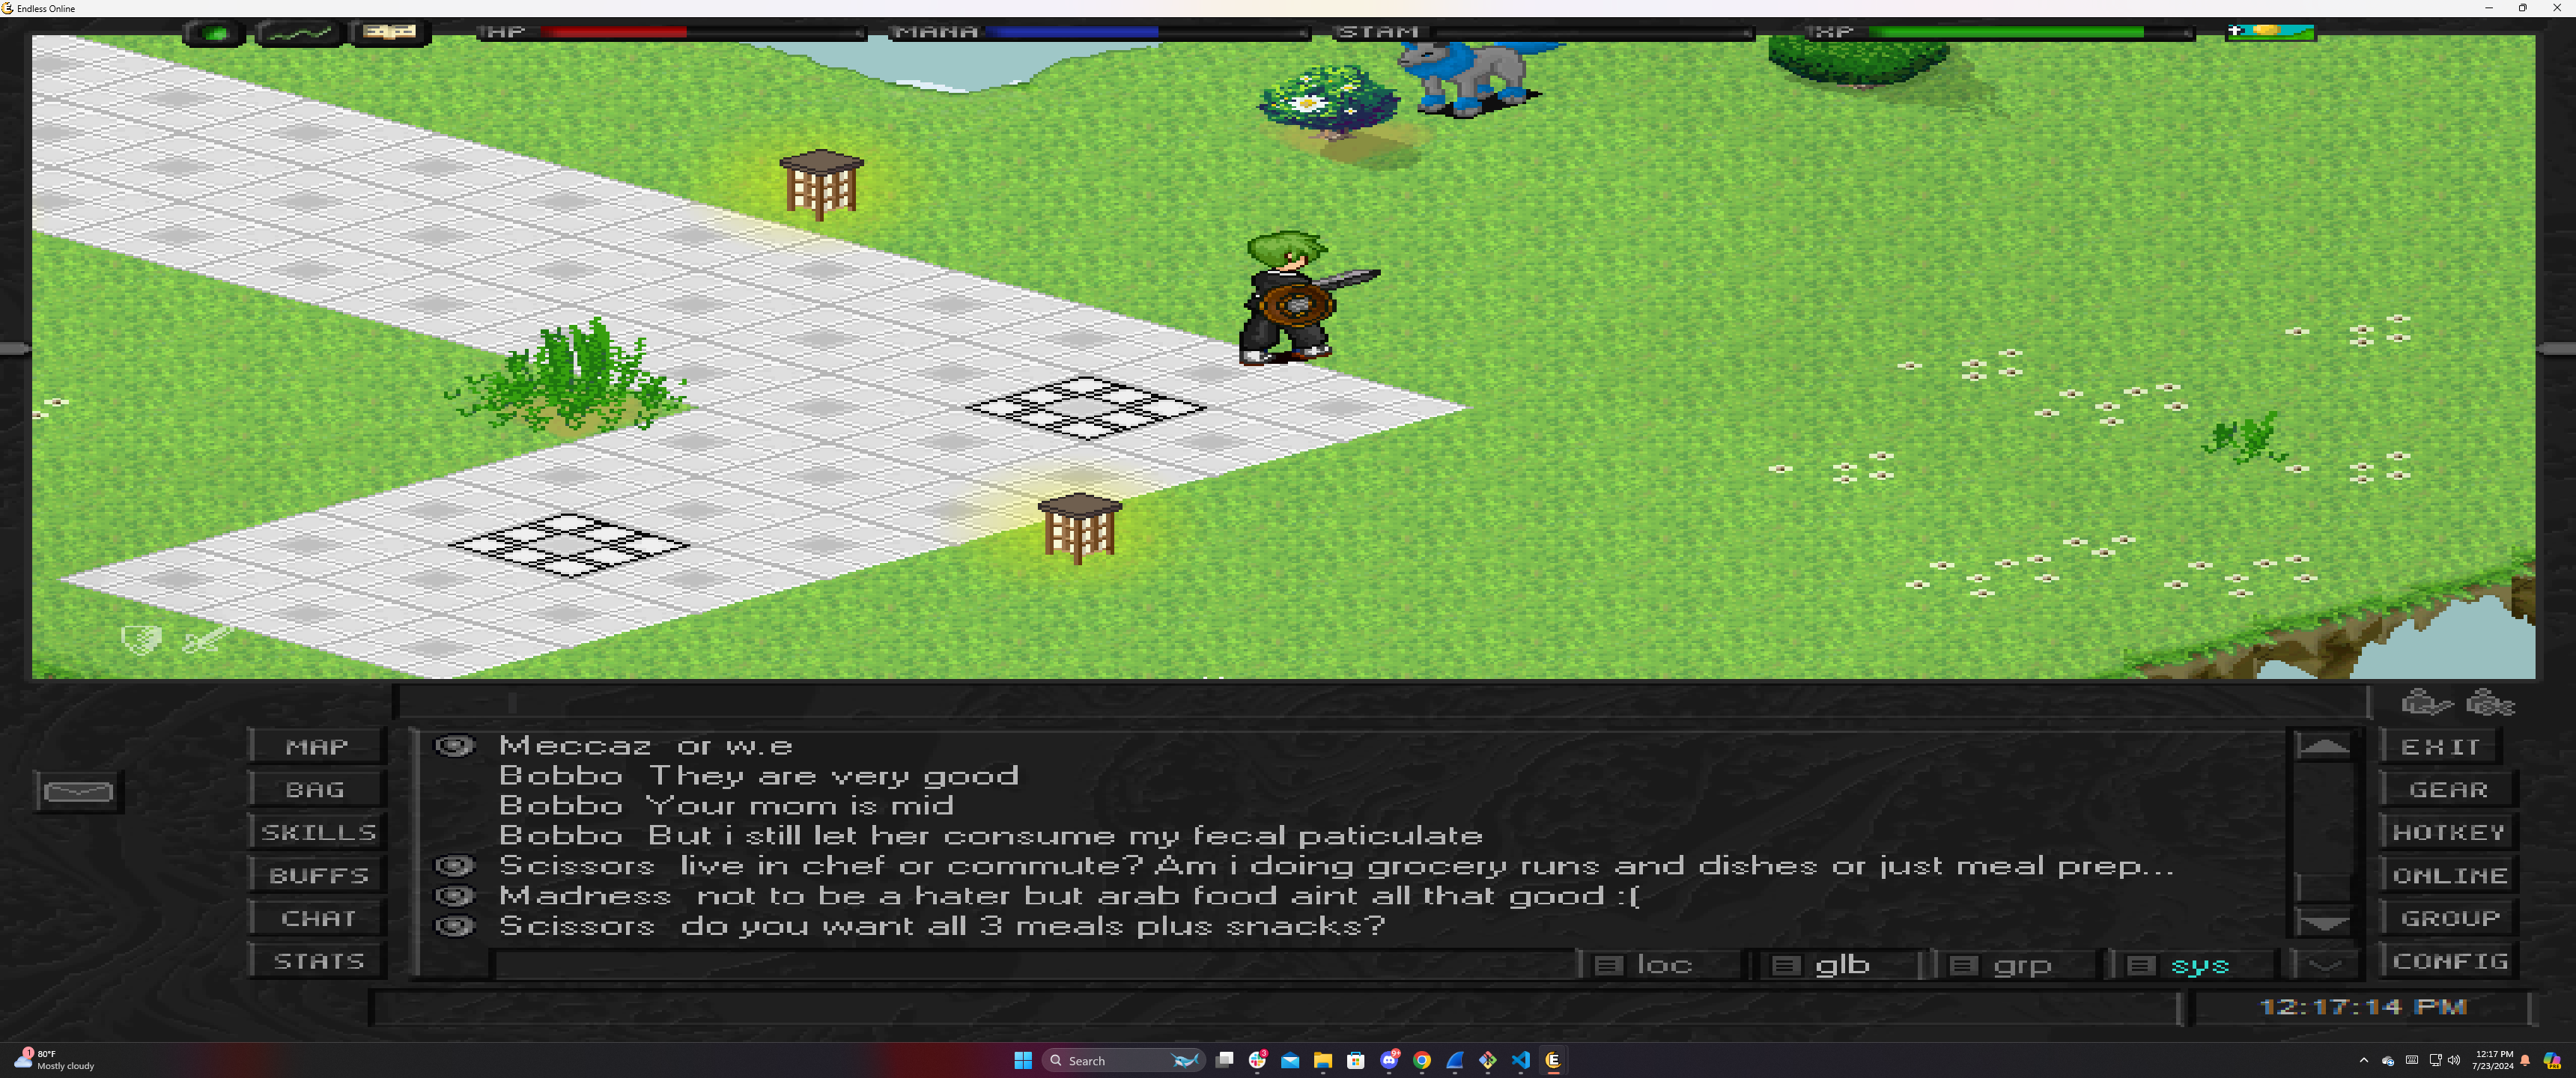 Endless Online
HP
MANA
STAM
XP
MAP
BAG
SKILLS
BUFFS
CHAT
STATS
Meccaz or w.e
Bobbo They are very good
Bobbo Your mom is mid
Bobbo But i still let her consume my fecal paticulate
Scissors live in chef or commute? Am i doing grocery runs and dishes or just meal prep...
Madness not to be a hater but arab food aint all that good :(
Scissors do you want all 3 meals plus snacks?
loc glb grp sys
EXIT
GEAR
HOTKEY
ONLINE
GROUP
CONFIG
12:17:14 PM
1
80°F
Mostly cloudy
Search
3
9+
12:17 PM
7/23/2024